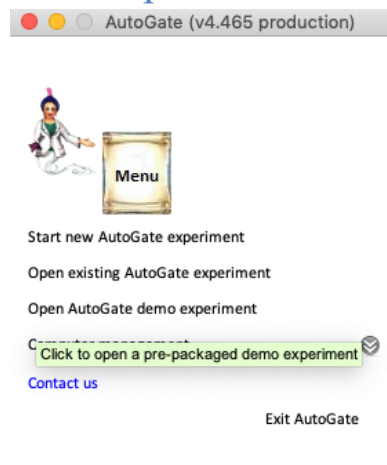 AutoGate (v4.465 production)
Menu
Start new AutoGate experiment
Open existing AutoGate experiment
Open AutoGate demo experiment
Click to open a pre-packaged demo experiment
Contact us
Exit AutoGate